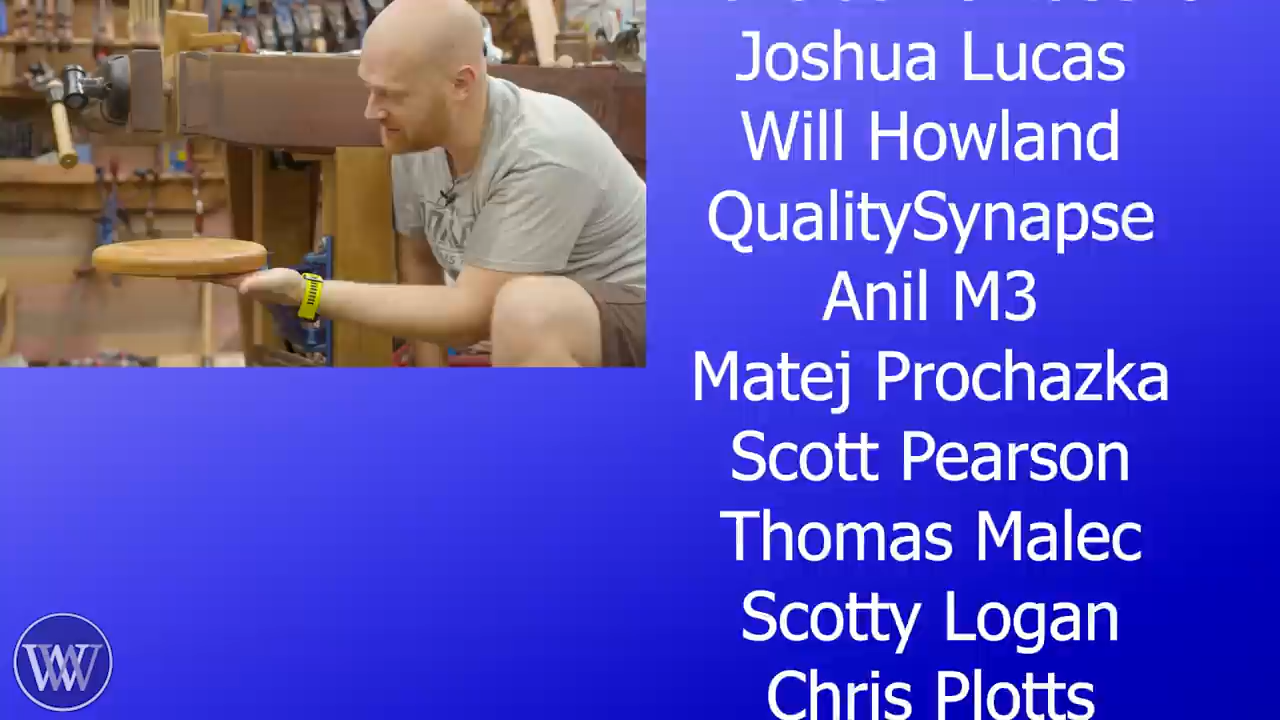 Joshua Lucas
Will Howland
QualitySynapse
Anil M3
Matej Prochazka
Scott Pearson
Thomas Malec
Scotty Logan
Chris Plotts